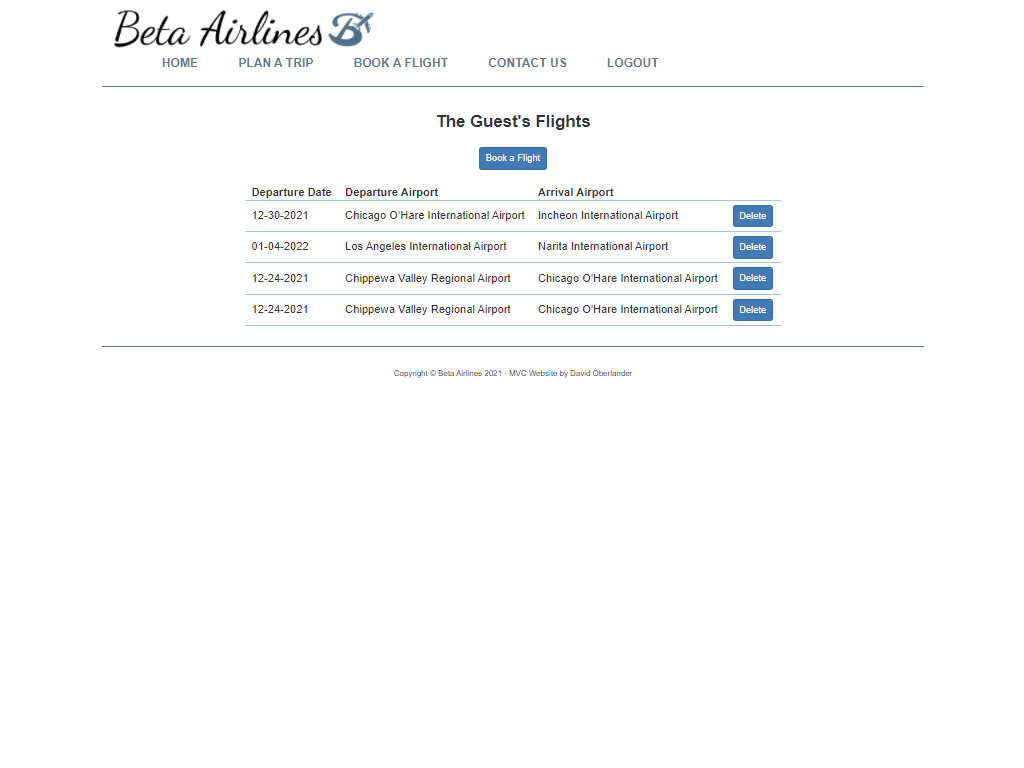 Beta Airlines B
HOME PLAN A TRIP BOOK A FLIGHT CONTACT US LOGOUT
The Guest's Flights
Book a Flight
Departure Date Departure Airport Arrival Airport
12-30-2021 Chicago O'Hare International Airport Incheon International Airport Delete
01-04-2022 Los Angeles International Airport Narita International Airport Delete
12-24-2021 Chippewa Valley Regional Airport Chicago O'Hare International Airport Delete
12-24-2021 Chippewa Valley Regional Airport Chicago O'Hare International Airport Delete
Copyright © Beta Airlines 2021 - MVC Website by David Oberlander